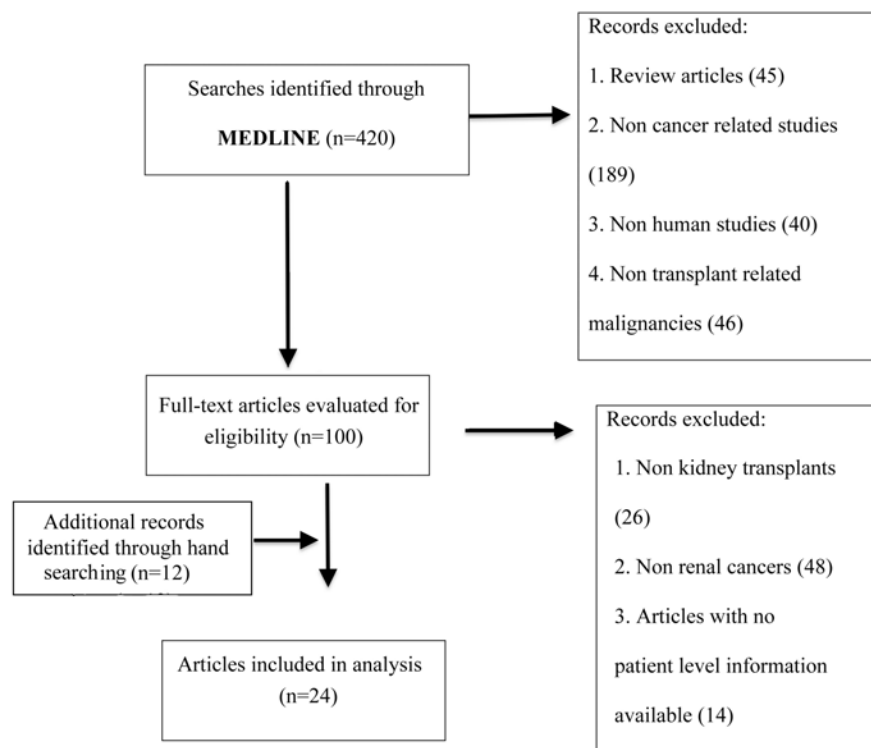 Searches identified through
MEDLINE (n=420)
Records excluded:
1. Review articles (45)
2. Non cancer related studies
(189)
3. Non human studies (40)
4. Non transplant related
malignancies (46)
Full-text articles evaluated for
eligibility (n=100)
Records excluded:
1. Non kidney transplants
(26)
2. Non renal cancers (48)
3. Articles with no
patient level information
available (14)
Additional records
identified through hand
searching (n=12)
Articles included in analysis
(n=24)